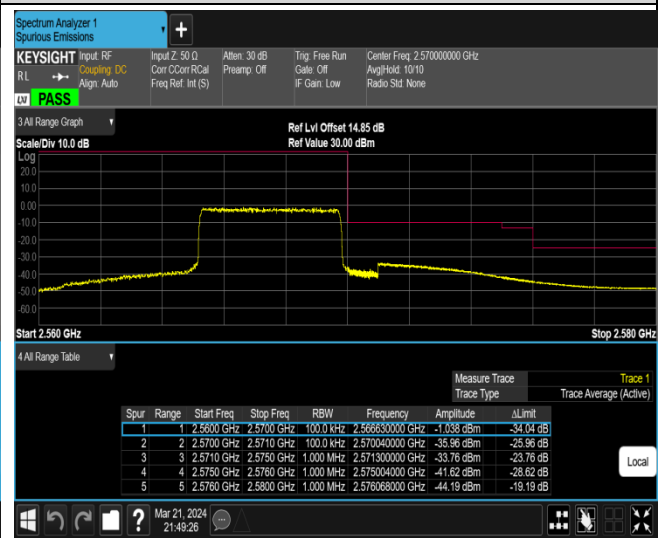 Spectrum Analyzer 1
Spurious Emissions
+
KEYSIGHT
R L
LXI PASS
Input: RF
Coupling: DC
Align: Auto
Input Z: 50 Ω
Corr CCorr RCal
Freq Ref: Int (S)
Atten: 30 dB
Preamp: Off
Trig: Free Run
Gate: Off
IF Gain: Low
Center Freq: 2.570000000 GHz
Avg|Hold: 10/10
Radio Std: None
3 All Range Graph
Ref Lvl Offset 14.85 dB
Scale/Div 10.0 dB Ref Value 30.00 dBm
Log
20.0
10.0
0.00
-10.0
-20.0
-30.0
-40.0
-50.0
-60.0
Start 2.560 GHz Stop 2.580 GHz
4 All Range Table
Measure Trace Trace 1
Trace Type Trace Average (Active)
Spur Range Start Freq Stop Freq RBW Frequency Amplitude ΔLimit
1 1 2.5600 GHz 2.5700 GHz 100.0 kHz 2.566630000 GHz -1.038 dBm -34.04 dB
2 2 2.5700 GHz 2.5710 GHz 100.0 kHz 2.570040000 GHz -35.96 dBm -25.96 dB
3 3 2.5710 GHz 2.5750 GHz 1.000 MHz 2.571300000 GHz -33.76 dBm -23.76 dB
4 4 2.5750 GHz 2.5760 GHz 1.000 MHz 2.575004000 GHz -41.62 dBm -28.62 dB
5 5 2.5760 GHz 2.5800 GHz 1.000 MHz 2.576068000 GHz -44.19 dBm -19.19 dB
Local
?
Mar 21, 2024
21:49:26